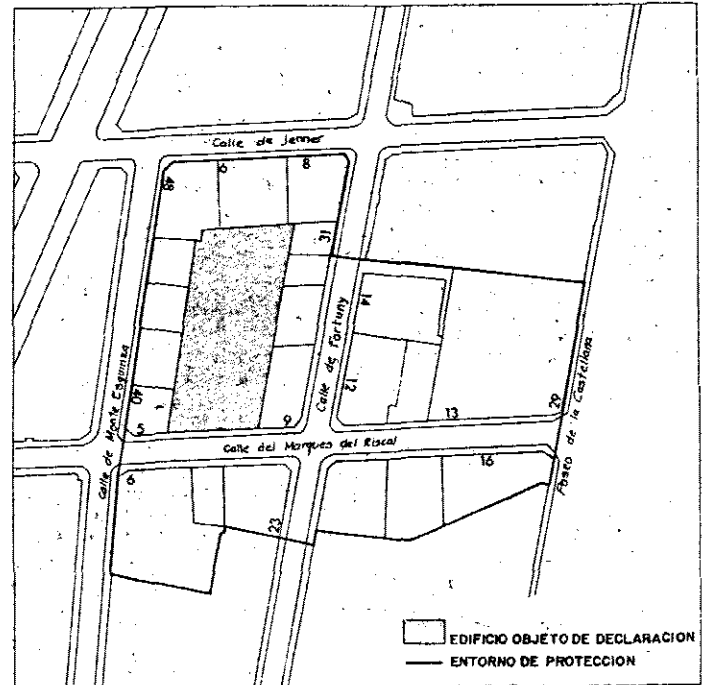 Calle de Jenner
48
6
8
31
Calle de Fortuny
14
12
Calle de Monte Esquinza
40
5
9
13
29
Paseo de la Castellana
Calle del Marques del Riscal
6
16
23
EDIFICIO OBJETO DE DECLARACION
ENTORNO DE PROTECCION